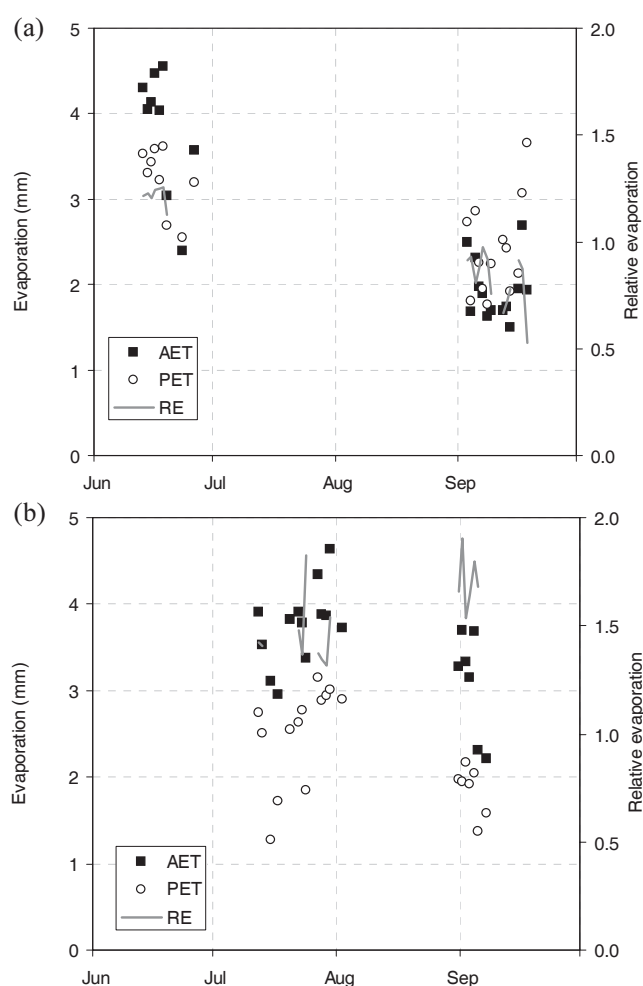 (a)
5
4
3
2
1
0
Evaporation (mm)
2.0
1.5
1.0
0.5
0.0
Relative evaporation
AET
PET
RE
Jun Jul Aug Sep
(b)
5
4
3
2
1
0
Evaporation (mm)
2.0
1.5
1.0
0.5
0.0
Relative evaporation
AET
PET
RE
Jun Jul Aug Sep